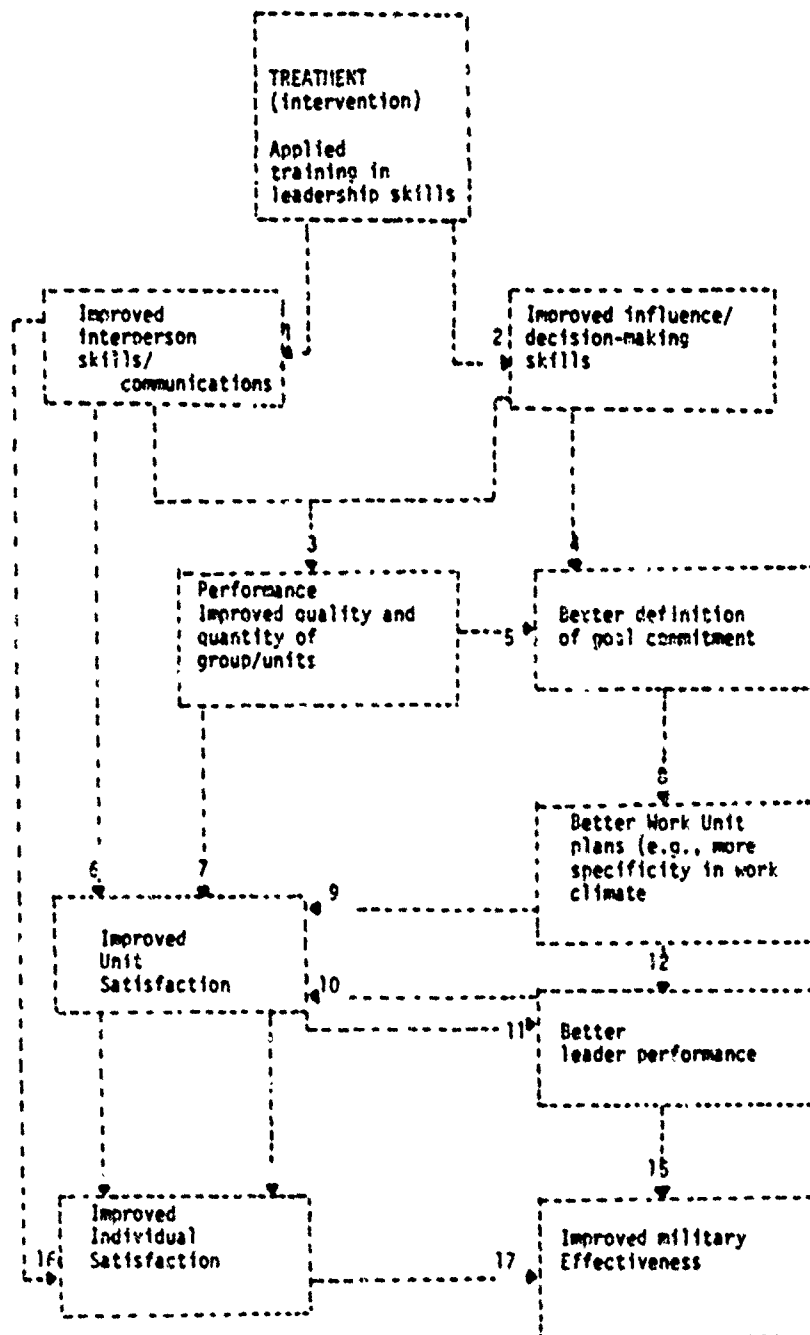 TREATMENT
(intervention)
Applied
training in
leadership skills
Improved
interperson
skills/
communications
1
2
Improved influence/
decision-making
skills
3
4
Performance
Improved quality and
quantity of
group/units
5
Better definition
of goal commitment
8
Better Work Unit
plans (e.g., more
specificity in work
climate
6
7
9
Improved
Unit
Satisfaction
10
11
12
Better
leader performance
15
Improved
Individual
Satisfaction
16
17
Improved military
Effectiveness